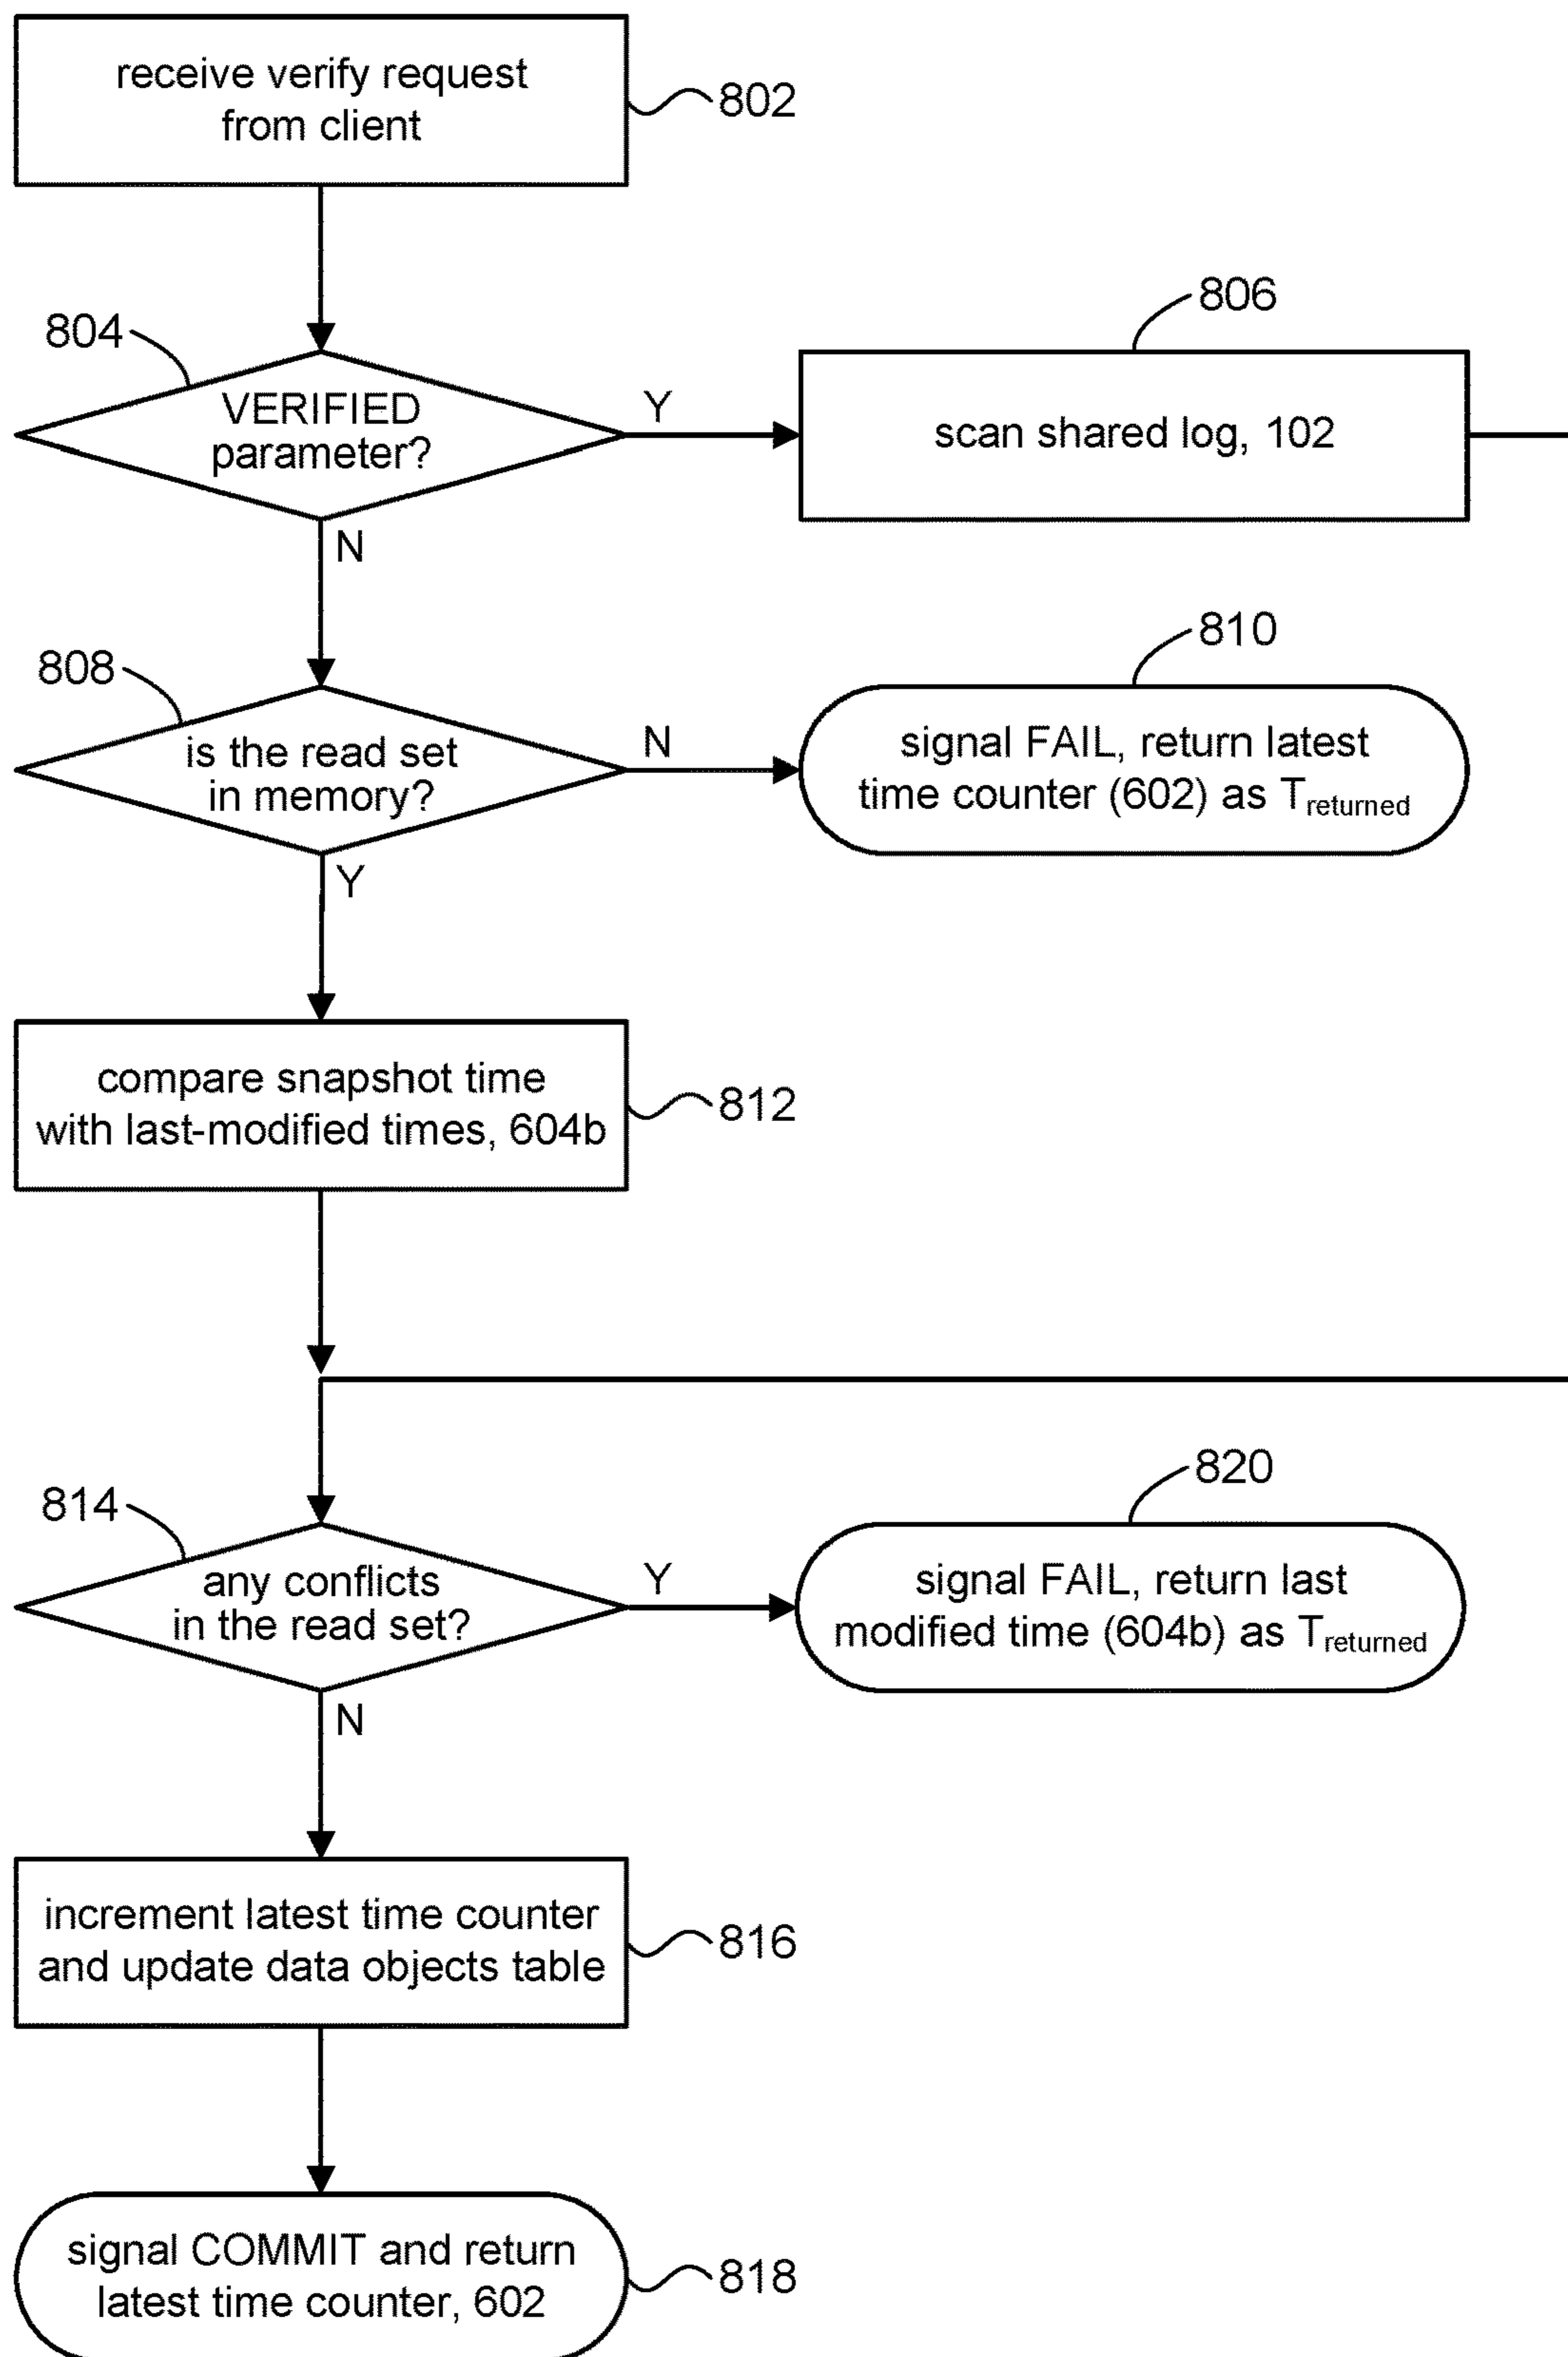 receive verify request
from client
802
804
VERIFIED
parameter?
Y
N
806
scan shared log, 102
808
is the read set
in memory?
N
Y
810
signal FAIL, return latest
time counter (602) as Treturned
compare snapshot time
with last-modified times, 604b
812
814
any conflicts
in the read set?
Y
N
820
signal FAIL, return last
modified time (604b) as Treturned
increment latest time counter
and update data objects table
816
signal COMMIT and return
latest time counter, 602
818